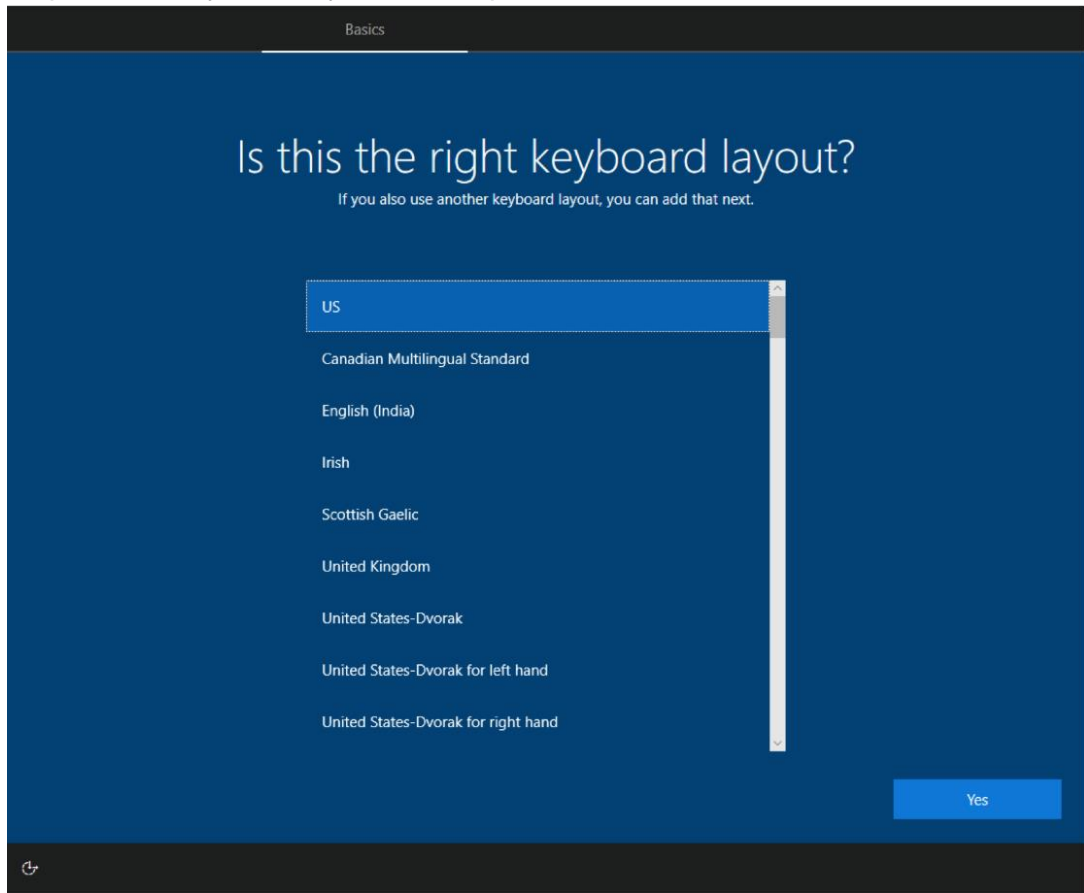 Basics
Is this the right keyboard layout?
If you also use another keyboard layout, you can add that next.
US
Canadian Multilingual Standard
English (India)
Irish
Scottish Gaelic
United Kingdom
United States-Dvorak
United States-Dvorak for left hand
United States-Dvorak for right hand
Yes